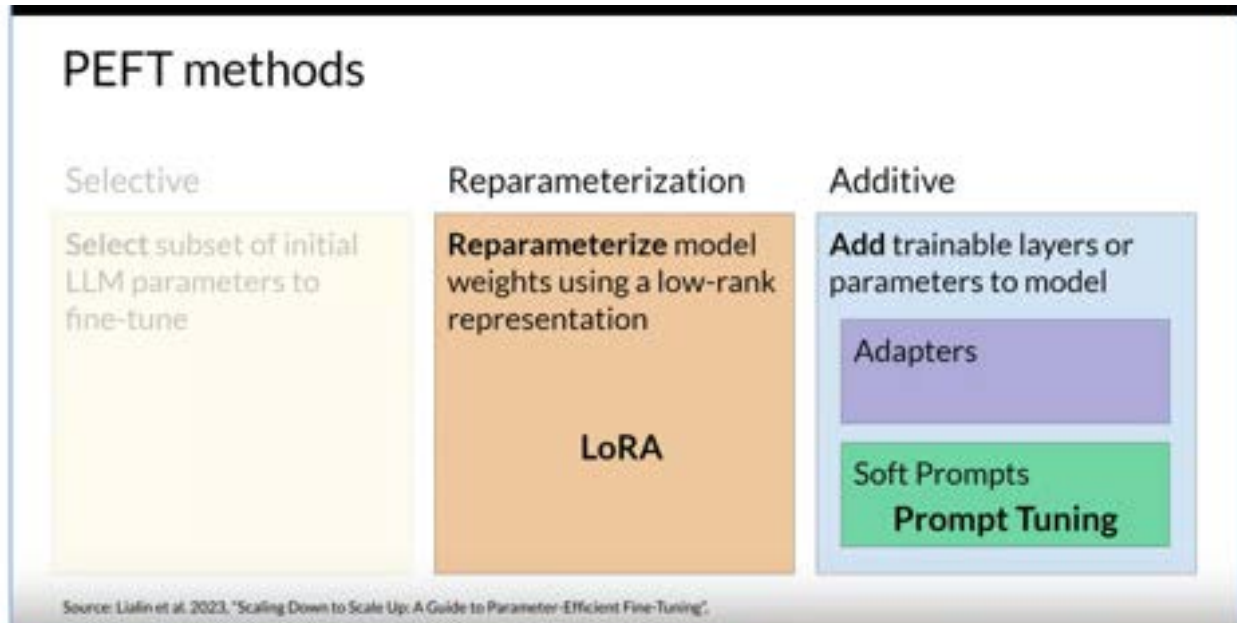 PEFT methods
Selective
Select subset of initial
LLM parameters to
fine-tune
Reparameterization
Reparameterize model
weights using a low-rank
representation
LoRA
Additive
Add trainable layers or
parameters to model
Adapters
Soft Prompts
Prompt Tuning
Source: Lialin et al. 2023, "Scaling Down to Scale Up: A Guide to Parameter-Efficient Fine-Tuning",